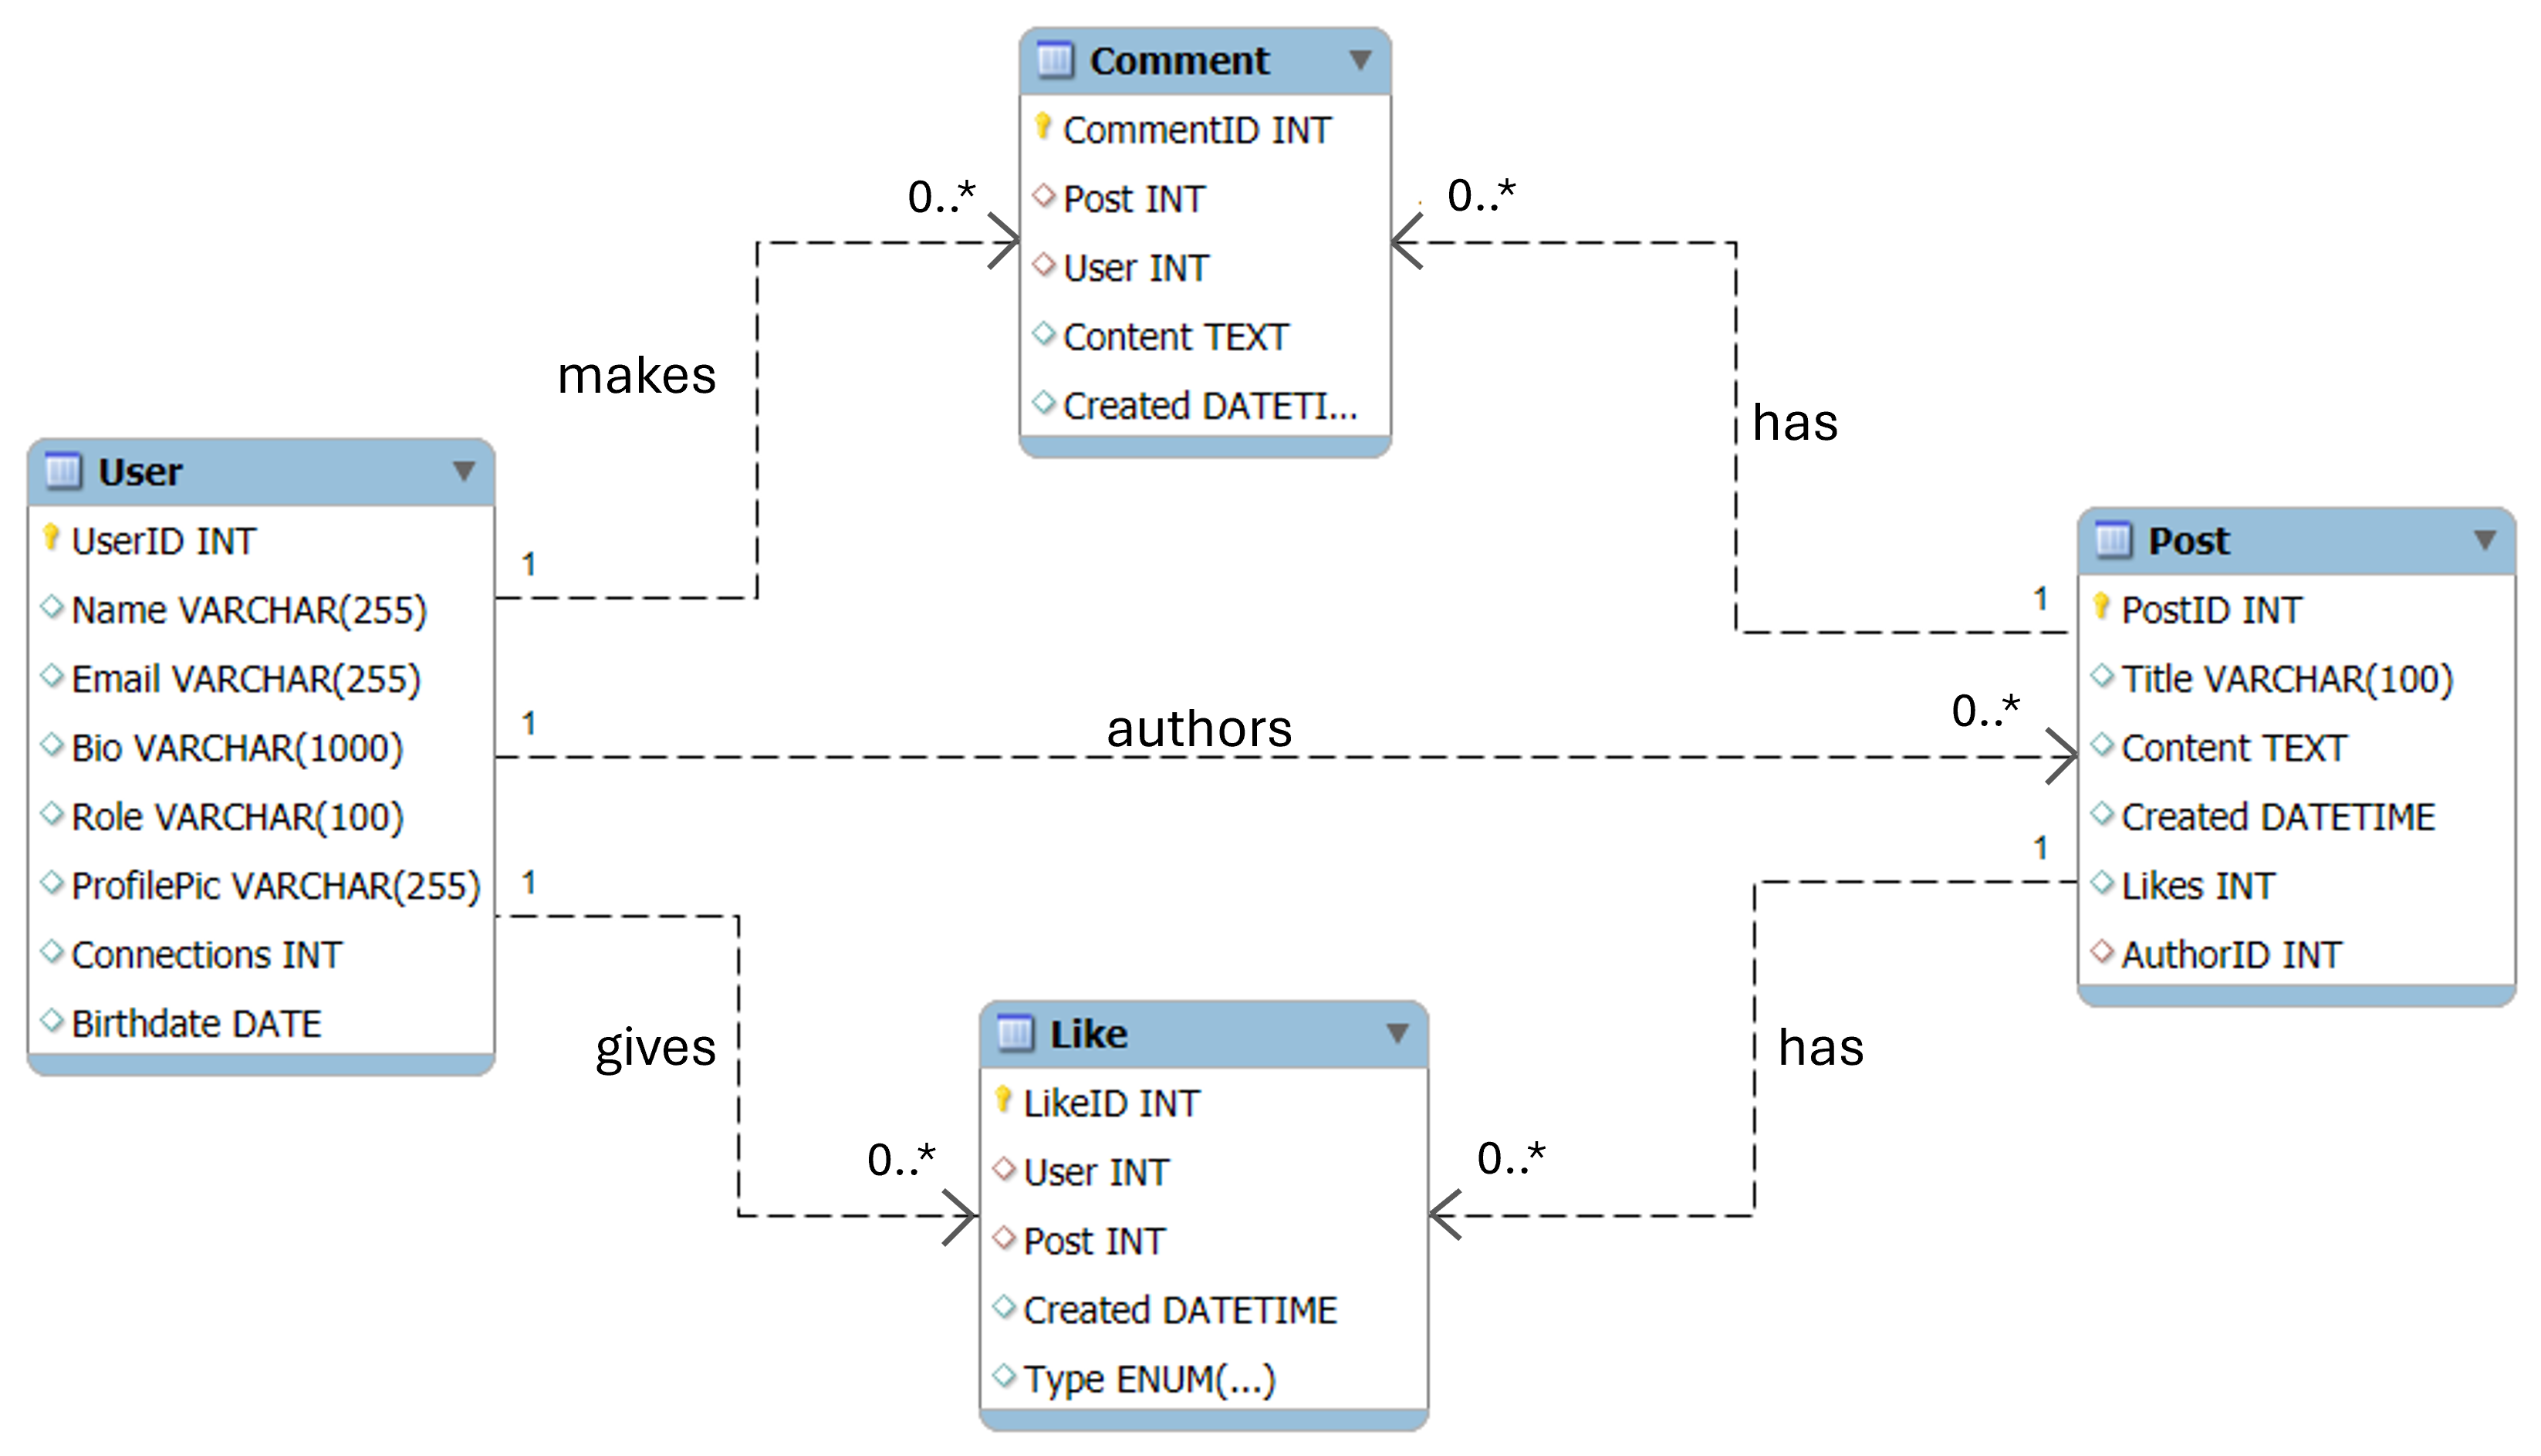 Comment
CommentID INT
Post INT
User INT
Content TEXT
Created DATETI...
0..*
0..*
makes
has
User
UserID INT
Name VARCHAR(255)
Email VARCHAR(255)
Bio VARCHAR(1000)
Role VARCHAR(100)
ProfilePic VARCHAR(255)
Connections INT
Birthdate DATE
1
1
1
authors
0..*
1
1
Post
PostID INT
Title VARCHAR(100)
Content TEXT
Created DATETIME
Likes INT
AuthorID INT
gives
has
0..*
0..*
Like
LikeID INT
User INT
Post INT
Created DATETIME
Type ENUM(...)